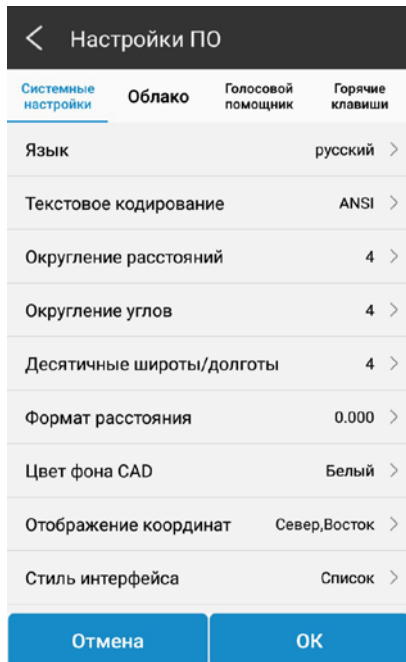 Настройки ПО
Системные настройки Облако Голосовой помощник Горячие клавиши
Язык русский
Текстовое кодирование ANSI
Округление расстояний 4
Округление углов 4
Десятичные широты/долготы 4
Формат расстояния 0.000
Цвет фона CAD Белый
Отображение координат Север,Восток
Стиль интерфейса Список
Отмена OK